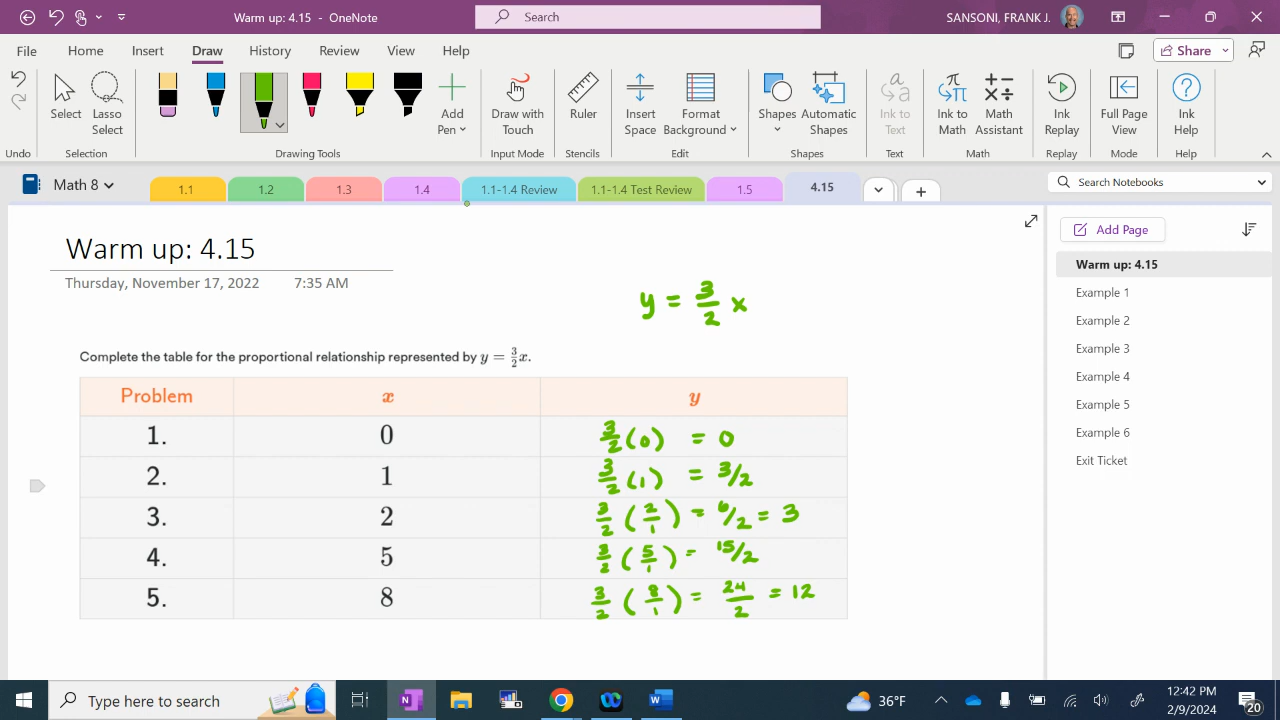 Warm up: 4.15 - OneNote
Search
SANSONI, FRANK J.
File Home Insert Draw History Review View Help
Share
Select
Lasso Select
Add Pen
Draw with Touch
Ruler
Insert Space
Format Background
Shapes
Automatic Shapes
Ink to Text
Ink to Math
Math Assistant
Ink Replay
Full Page View
Ink Help
Undo Selection Drawing Tools Input Mode Stencils Edit Shapes Text Math Replay Mode Help
Math 8
1.1 1.2 1.3 1.4 1.1-1.4 Review 1.1-1.4 Test Review 1.5 4.15
Search Notebooks
Add Page
Warm up: 4.15
Example 1
Example 2
Example 3
Example 4
Example 5
Example 6
Exit Ticket
Warm up: 4.15
Thursday, November 17, 2022 7:35 AM
y = 3/2 x
Complete the table for the proportional relationship represented by y = 3/2 x.
Problem x y
1. 0 3/2 (0) = 0
2. 1 3/2 (1) = 3/2
3. 2 3/2 (2/1) = 6/2 = 3
4. 5 3/2 (5/1) = 15/2
5. 8 3/2 (8/1) = 24/2 = 12
Type here to search
36°F
12:42 PM
2/9/2024
20